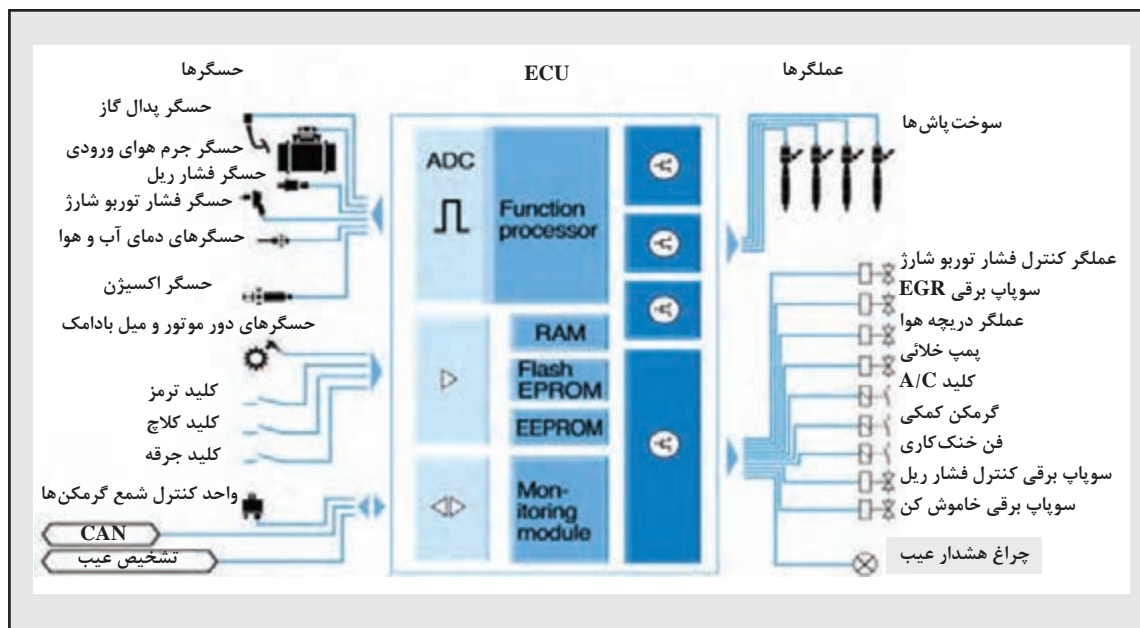 حسگرها
حسگر پدال گاز
حسگر جرم هوای ورودی
حسگر فشار ریل
حسگر فشار توربو شارژ
حسگرهای دمای آب و هوا
حسگر اکسیژن
حسگرهای دور موتور و میل بادامک
کلید ترمز
کلید کلاچ
کلید جرقه
واحد کنترل شمع گرمکن‌ها
CAN
تشخیص عیب
ECU
ADC
Function
processor
RAM
Flash
EPROM
EEPROM
Mon-
itoring
module
عملگرها
سوخت‌پاش‌ها
عملگر کنترل فشار توربو شارژ
سوپاپ برقی EGR
عملگر دریچه هوا
پمپ خلائی
کلید A/C
گرمکن کمکی
فن خنک‌کاری
سوپاپ برقی کنترل فشار ریل
سوپاپ برقی خاموش کن
چراغ هشدار عیب